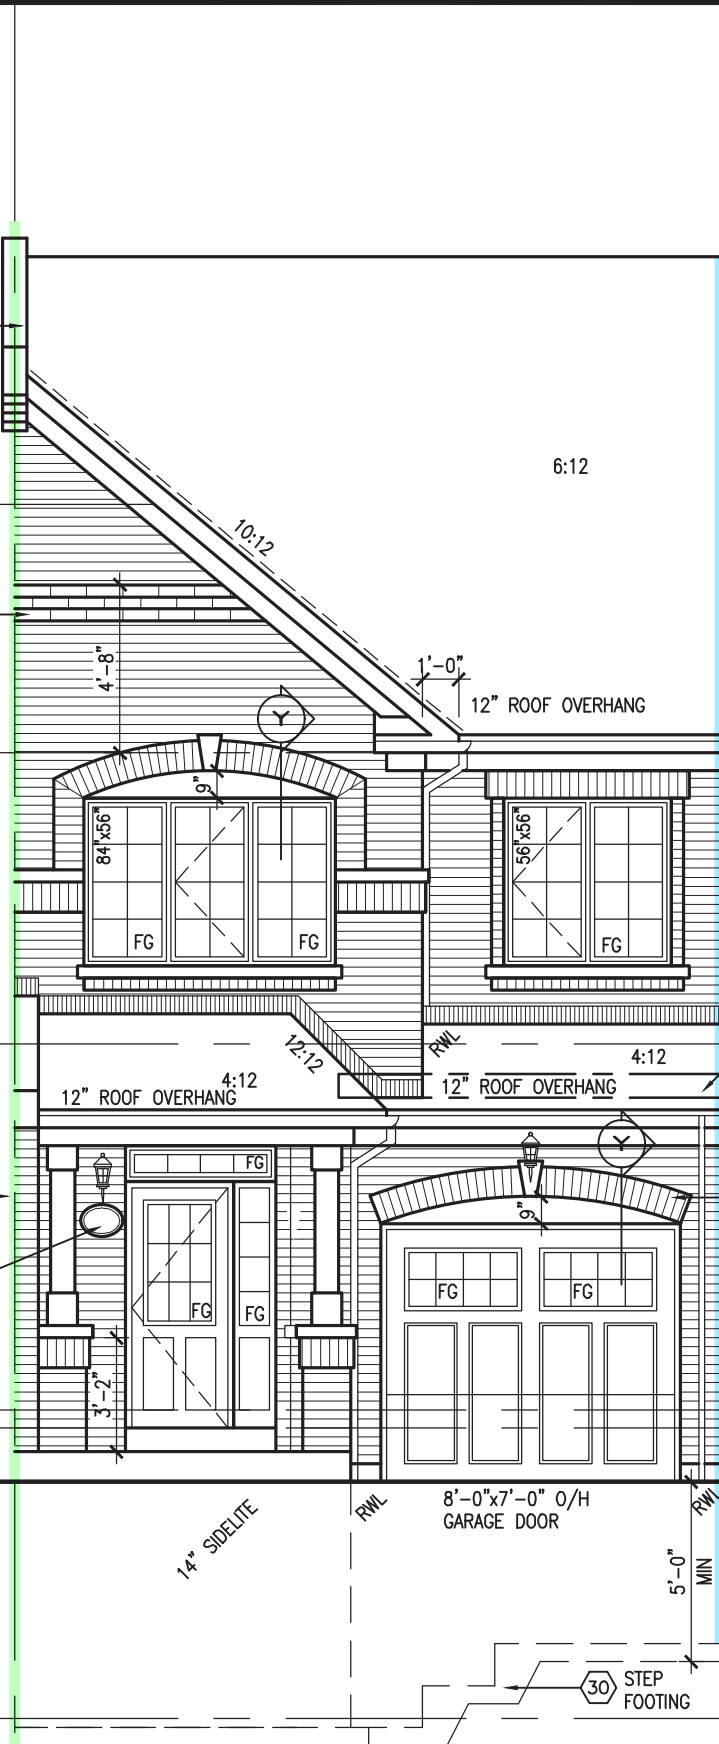 6:12
10:12
4'-8"
1'-0"
12" ROOF OVERHANG
Y
9"
84"x56"
56"x56"
FG
FG
FG
12:12
RWL
4:12
4:12
12" ROOF OVERHANG
12" ROOF OVERHANG
Y
FG
9"
FG
FG
FG
FG
3'-2"
14" SIDELITE
RWL
8'-0"x7'-0" O/H
GARAGE DOOR
RWL
5'-0"
MIN
30
STEP
FOOTING